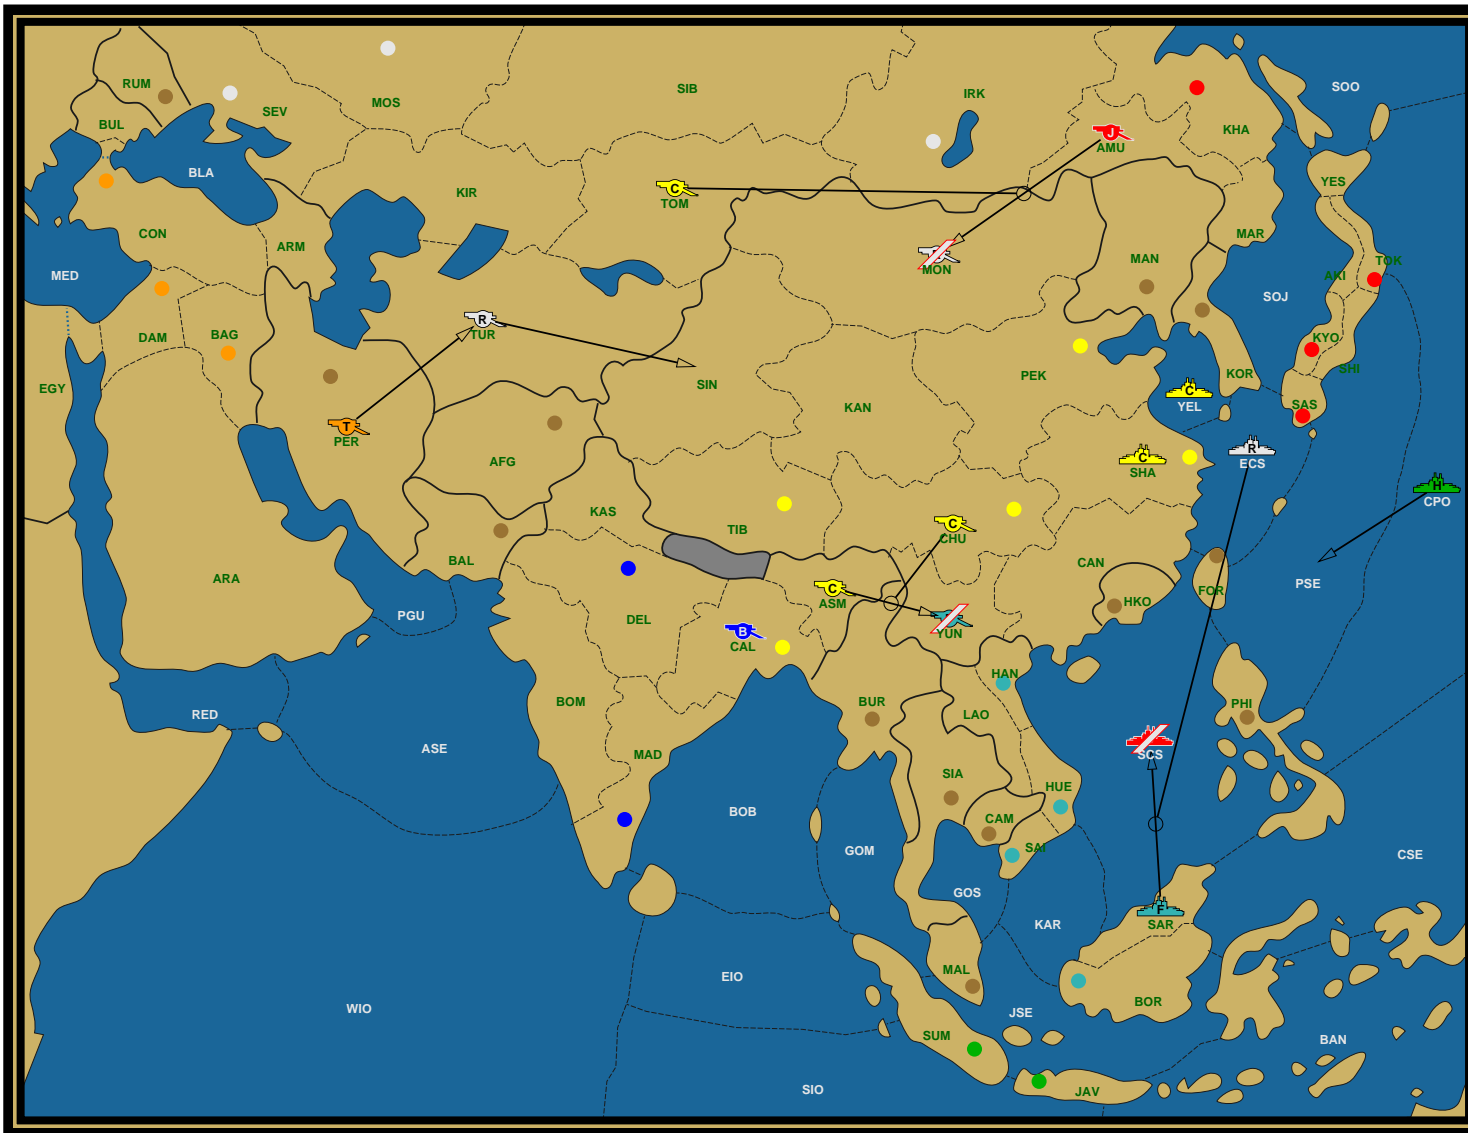 RUM
SEV
MOS
SIB
IRK
SOO
BUL
KHA
J
AMU
BLA
YES
KIR
C
TOM
CON
ARM
MAR
MED
MON
MAN
TOK
AKI
SOJ
DAM
BAG
R
TUR
KYO
SHI
EGY
SIN
PEK
KOR
C
YEL
SAS
KAN
T
PER
R
ECS
AFG
C
SHA
H
CPO
KAS
TIB
C
CHU
BAL
CAN
ARA
PSE
C
ASM
FOR
HKO
PGU
DEL
B
CAL
YUN
HAN
BOM
BUR
PHI
RED
LAO
ASE
MAD
SCS
SIA
HUE
BOB
CAM
SAI
GOM
CSE
GOS
F
SAR
KAR
MAL
EIO
BOR
WIO
JSE
SUM
BAN
SIO
JAV